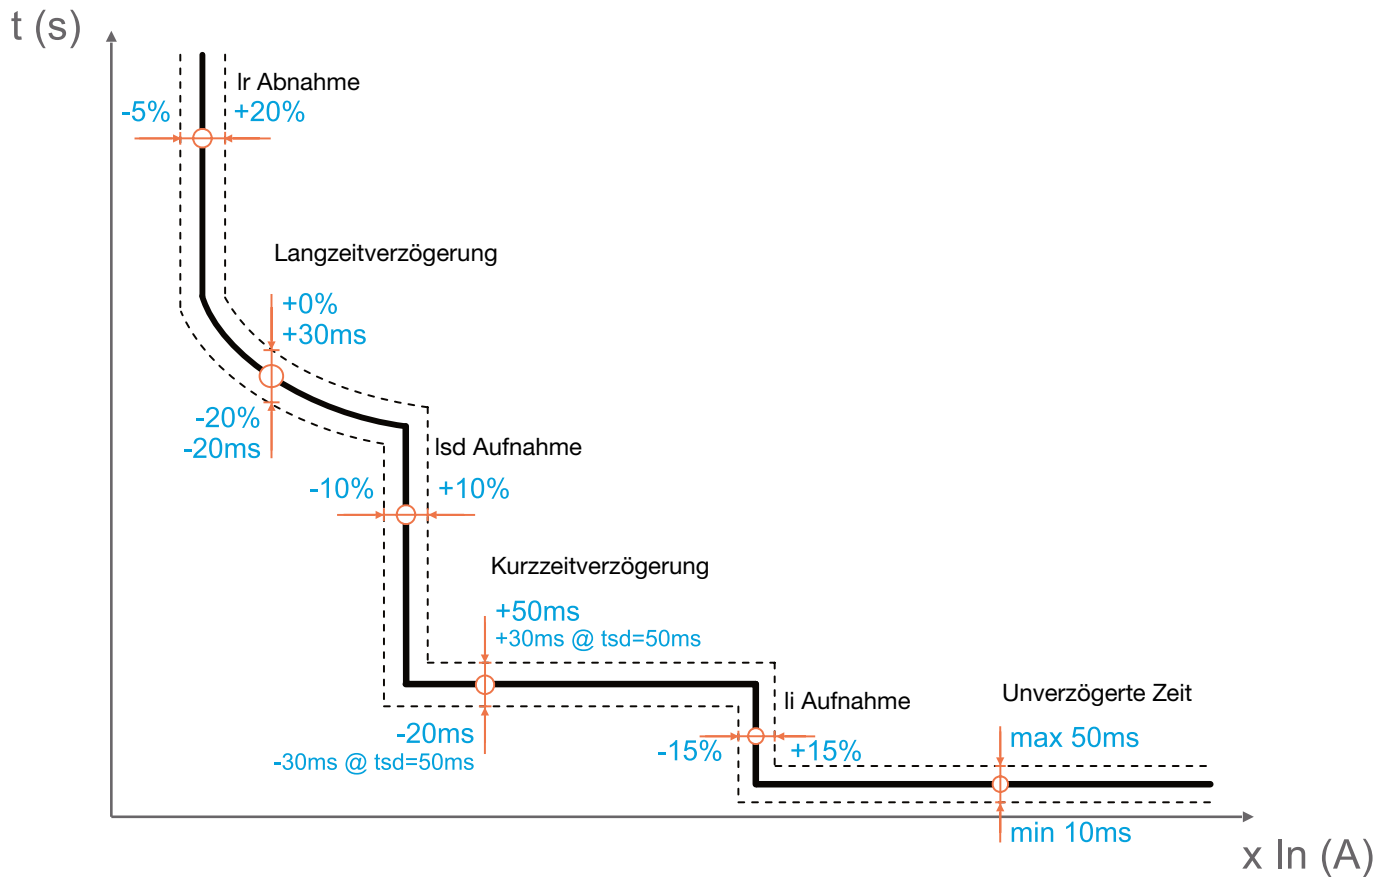 t (s)
Ir Abnahme
-5%
+20%
Langzeitverzögerung
+0%
+30ms
-20%
-20ms
Isd Aufnahme
-10%
+10%
Kurzzeitverzögerung
+50ms
+30ms @ tsd=50ms
-20ms
-30ms @ tsd=50ms
Ii Aufnahme
-15%
+15%
Unverzögerte Zeit
max 50ms
min 10ms
x In (A)